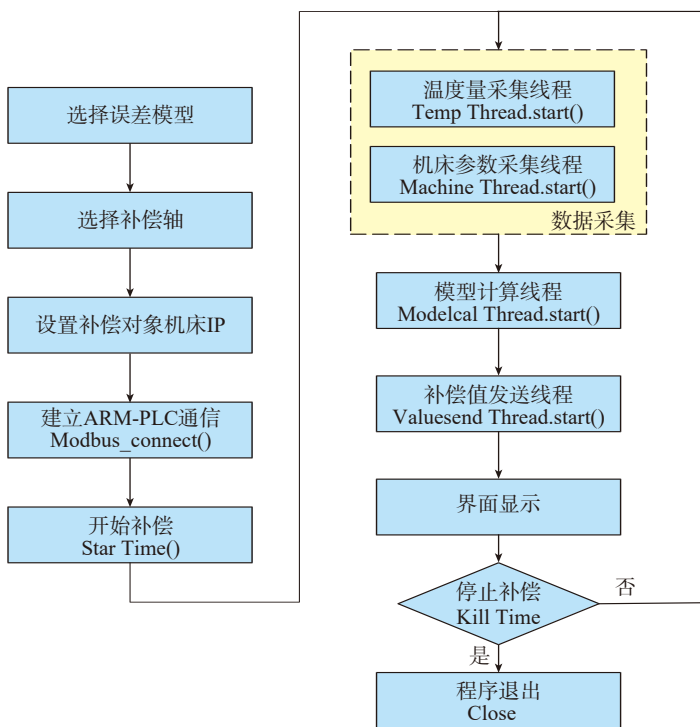 选择误差模型
选择补偿轴
设置补偿对象机床IP
建立ARM-PLC通信
Modbus_connect()
开始补偿
Star Time()
温度量采集线程
Temp Thread.start()
机床参数采集线程
Machine Thread.start()
数据采集
模型计算线程
Modelcal Thread.start()
补偿值发送线程
Valuesend Thread.start()
界面显示
停止补偿
Kill Time
否
是
程序退出
Close